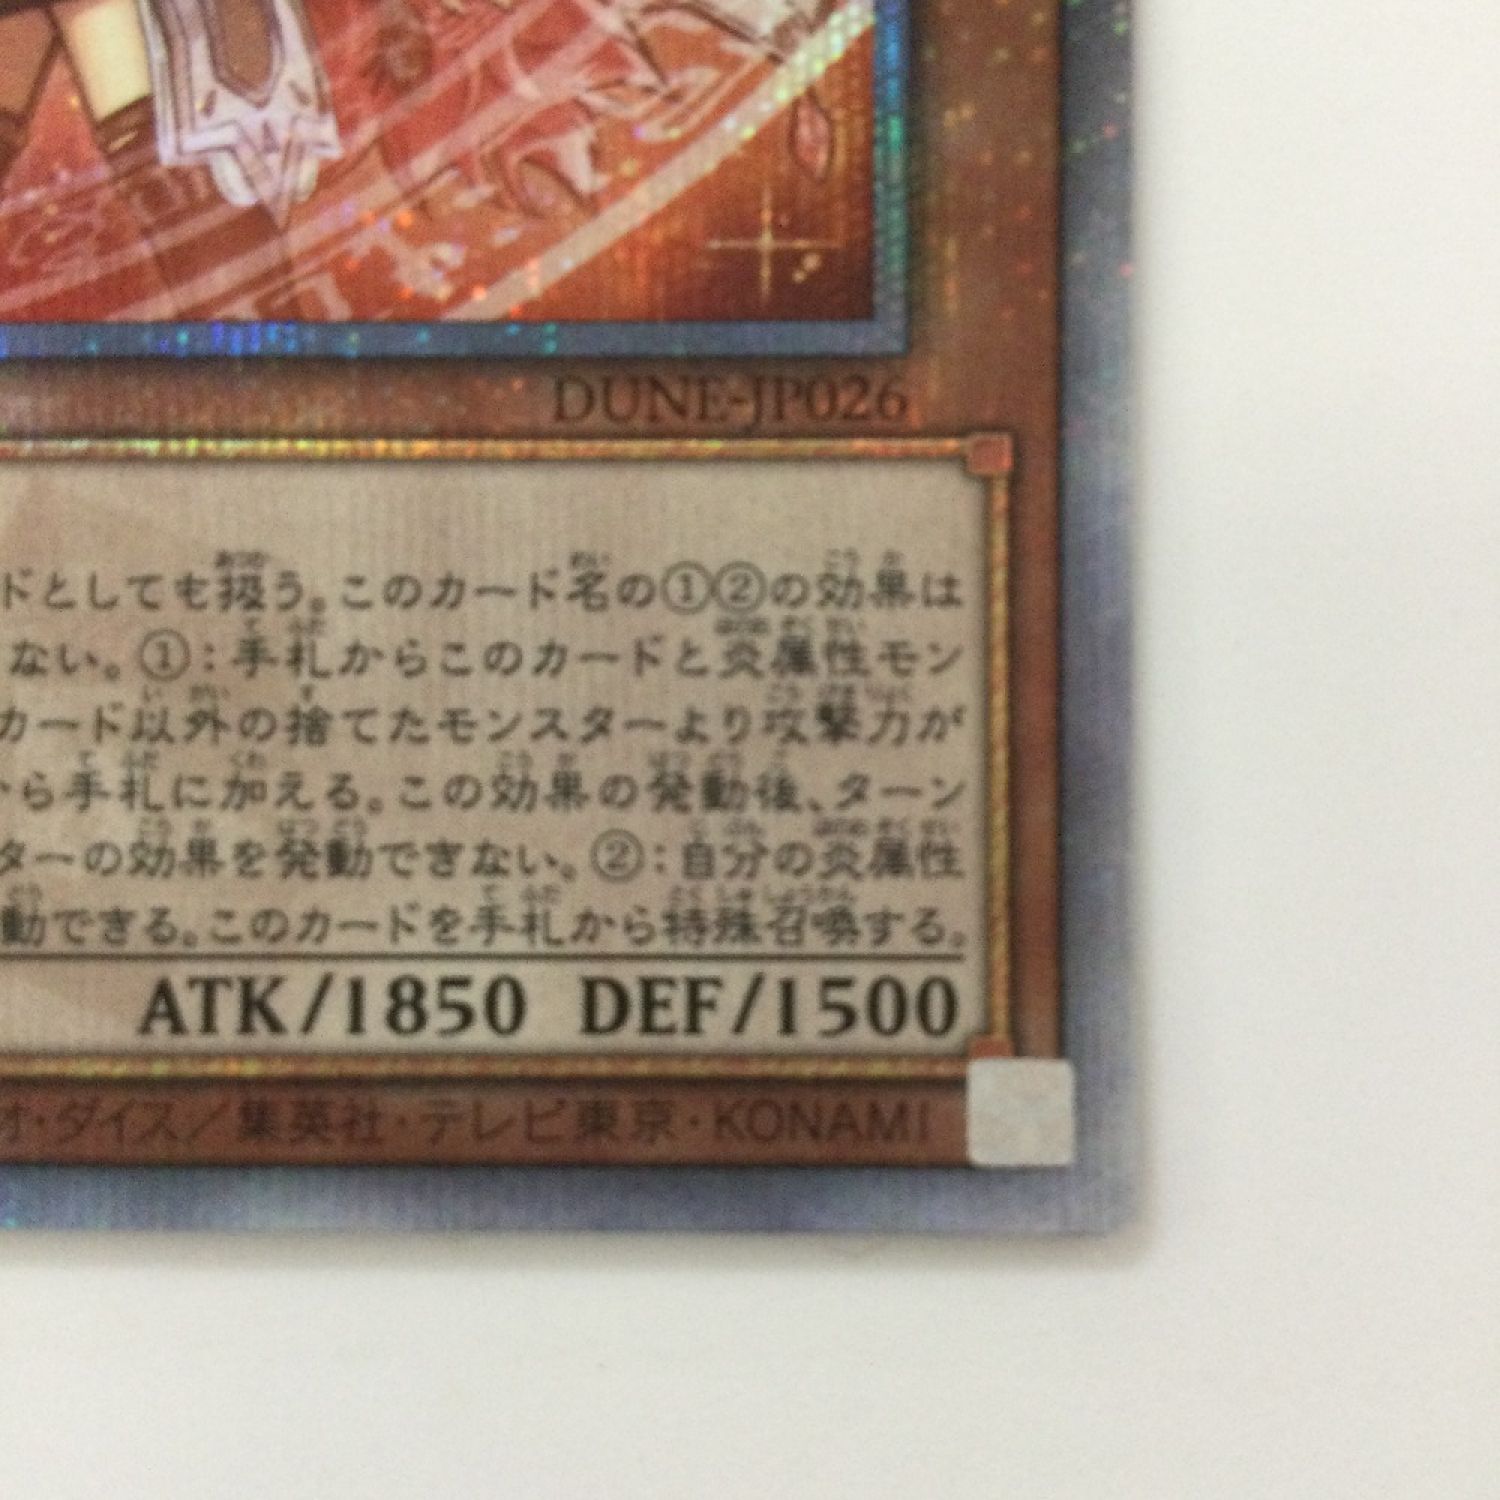 DUNE-JP026
ドとしても扱う。このカード名の①②の効果は
ない。①：手札からこのカードと炎属性モン
カード以外の捨てたモンスターより攻撃力が
ら手札に加える。この効果の発動後、ターン
ターの効果を発動できない。②：自分の炎属性
動できる。このカードを手札から特殊召喚する。
ATK/1850 DEF/1500
オ・ダイス／集英社・テレビ東京・KONAMI